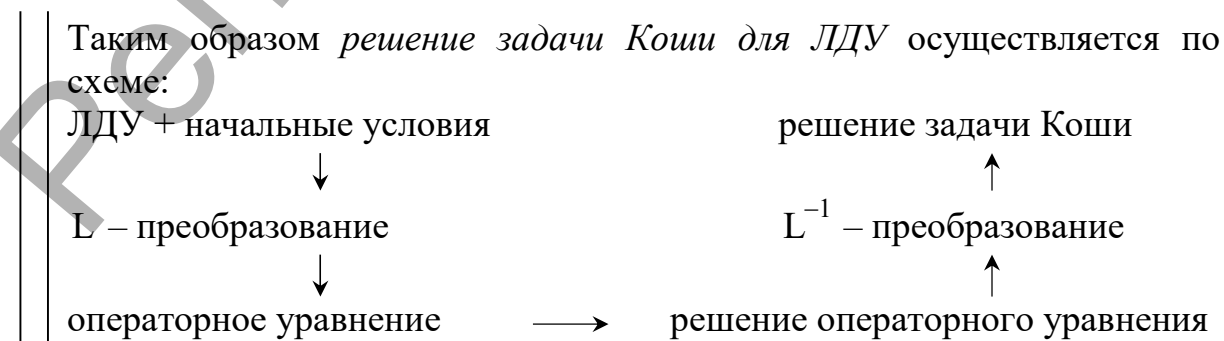 Таким образом решение задачи Коши для ЛДУ осуществляется по
схеме:
ЛДУ + начальные условия решение задачи Коши
L – преобразование L⁻¹ – преобразование
операторное уравнение решение операторного уравнения